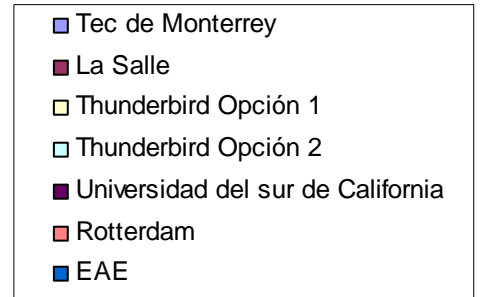 Tec de Monterrey
La Salle
Thunderbird Opción 1
Thunderbird Opción 2
Universidad del sur de California
Rotterdam
EAE